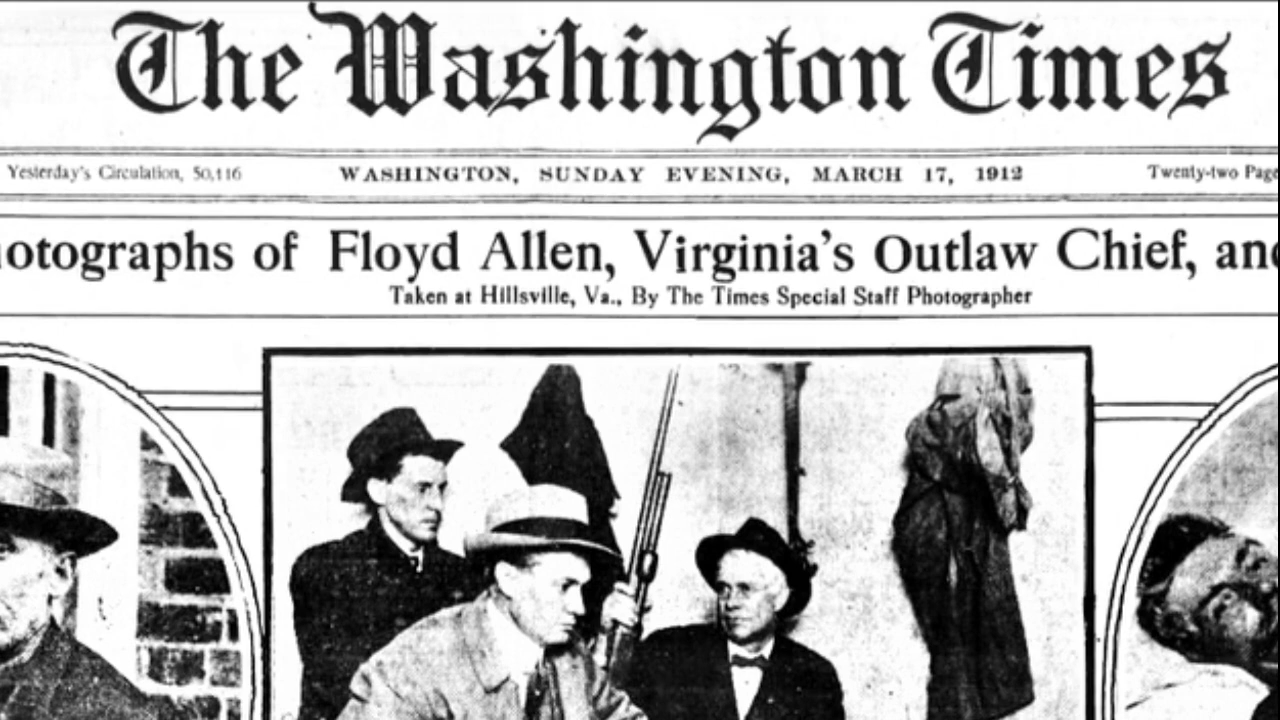 The Washington Times
Yesterday's Circulation, 50,116
WASHINGTON, SUNDAY EVENING, MARCH 17, 1912
Twenty-two Page
otographs of Floyd Allen, Virginia's Outlaw Chief, and
Taken at Hillsville, Va., By The Times Special Staff Photographer